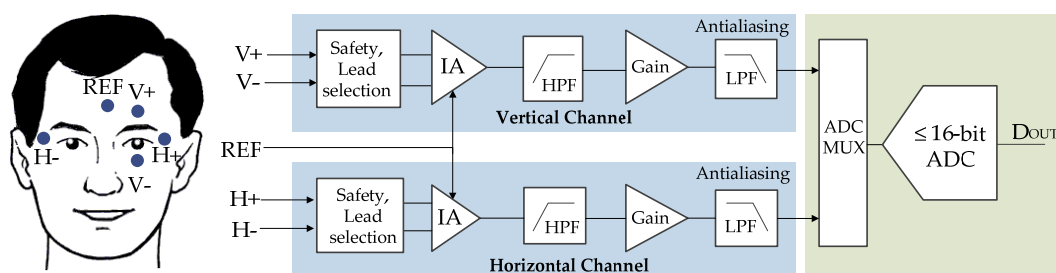 REF
V+
H-
H+
V-
V+
V-
Safety,
Lead
selection
IA
HPF
Gain
Antialiasing
LPF
Vertical Channel
REF
H+
H-
Safety,
Lead
selection
IA
HPF
Gain
Antialiasing
LPF
Horizontal Channel
ADC
MUX
≤ 16-bit
ADC
DOUT